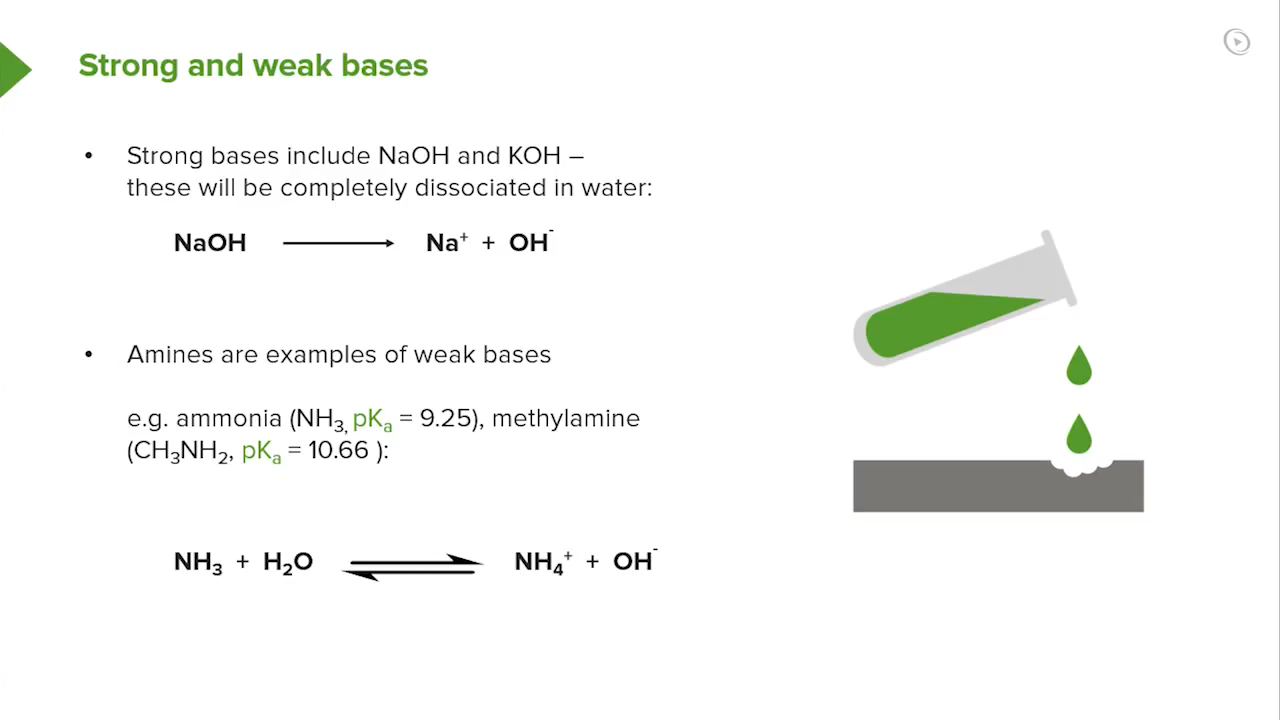 Strong and weak bases
• Strong bases include NaOH and KOH –
these will be completely dissociated in water:
NaOH ⟶ Na⁺ + OH⁻
• Amines are examples of weak bases
e.g. ammonia (NH₃, pKₐ = 9.25), methylamine
(CH₃NH₂, pKₐ = 10.66 ):
NH₃ + H₂O ⇌ NH₄⁺ + OH⁻